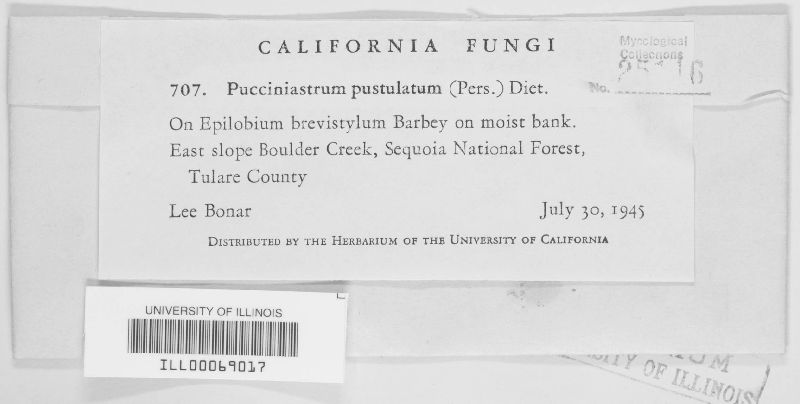 CALIFORNIA FUNGI
Mycological
Collections
No.
707. Pucciniastrum pustulatum (Pers.) Diet.
On Epilobium brevistylum Barbey on moist bank.
East slope Boulder Creek, Sequoia National Forest,
Tulare County
Lee Bonar July 30, 1945
DISTRIBUTED BY THE HERBARIUM OF THE UNIVERSITY OF CALIFORNIA
UNIVERSITY OF ILLINOIS
ILL00069017
OF ILLINOIS